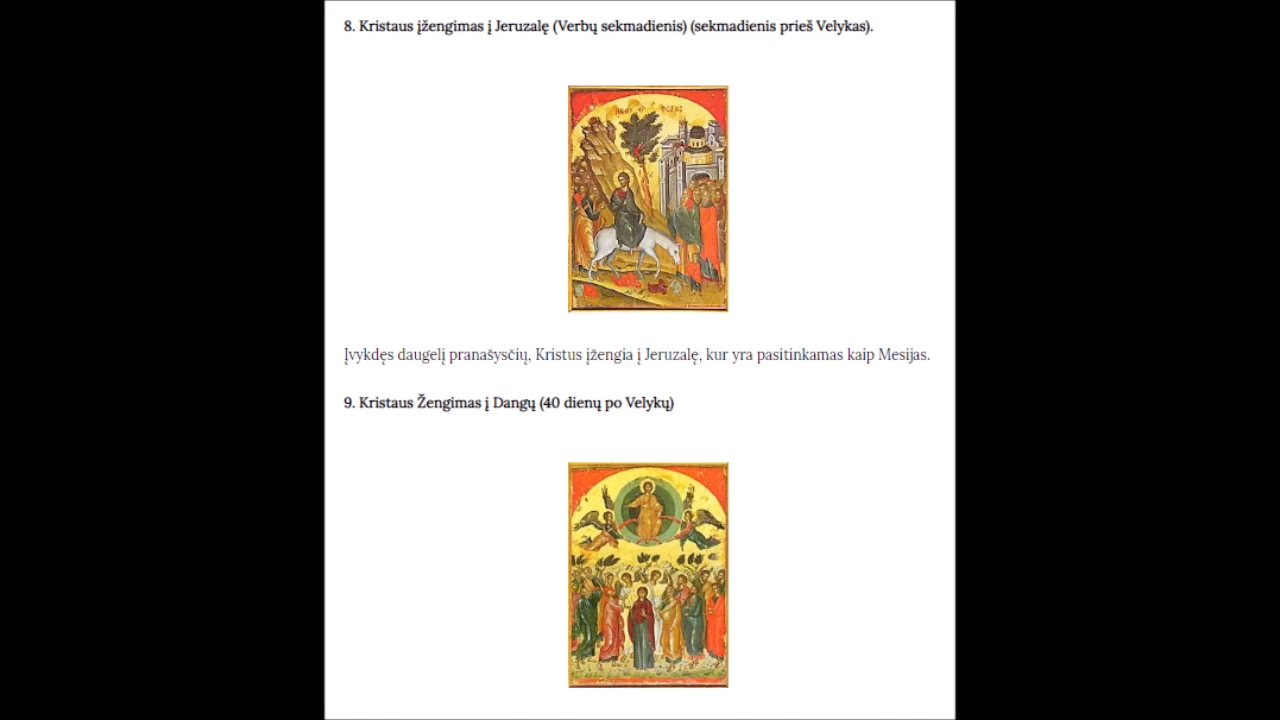 8. Kristaus įžengimas į Jeruzalę (Verbų sekmadienis) (sekmadienis prieš Velykas).
Įvykdęs daugelį pranašysčių, Kristus įžengia į Jeruzalę, kur yra pasitinkamas kaip Mesijas.
9. Kristaus Žengimas į Dangų (40 dienų po Velykų)